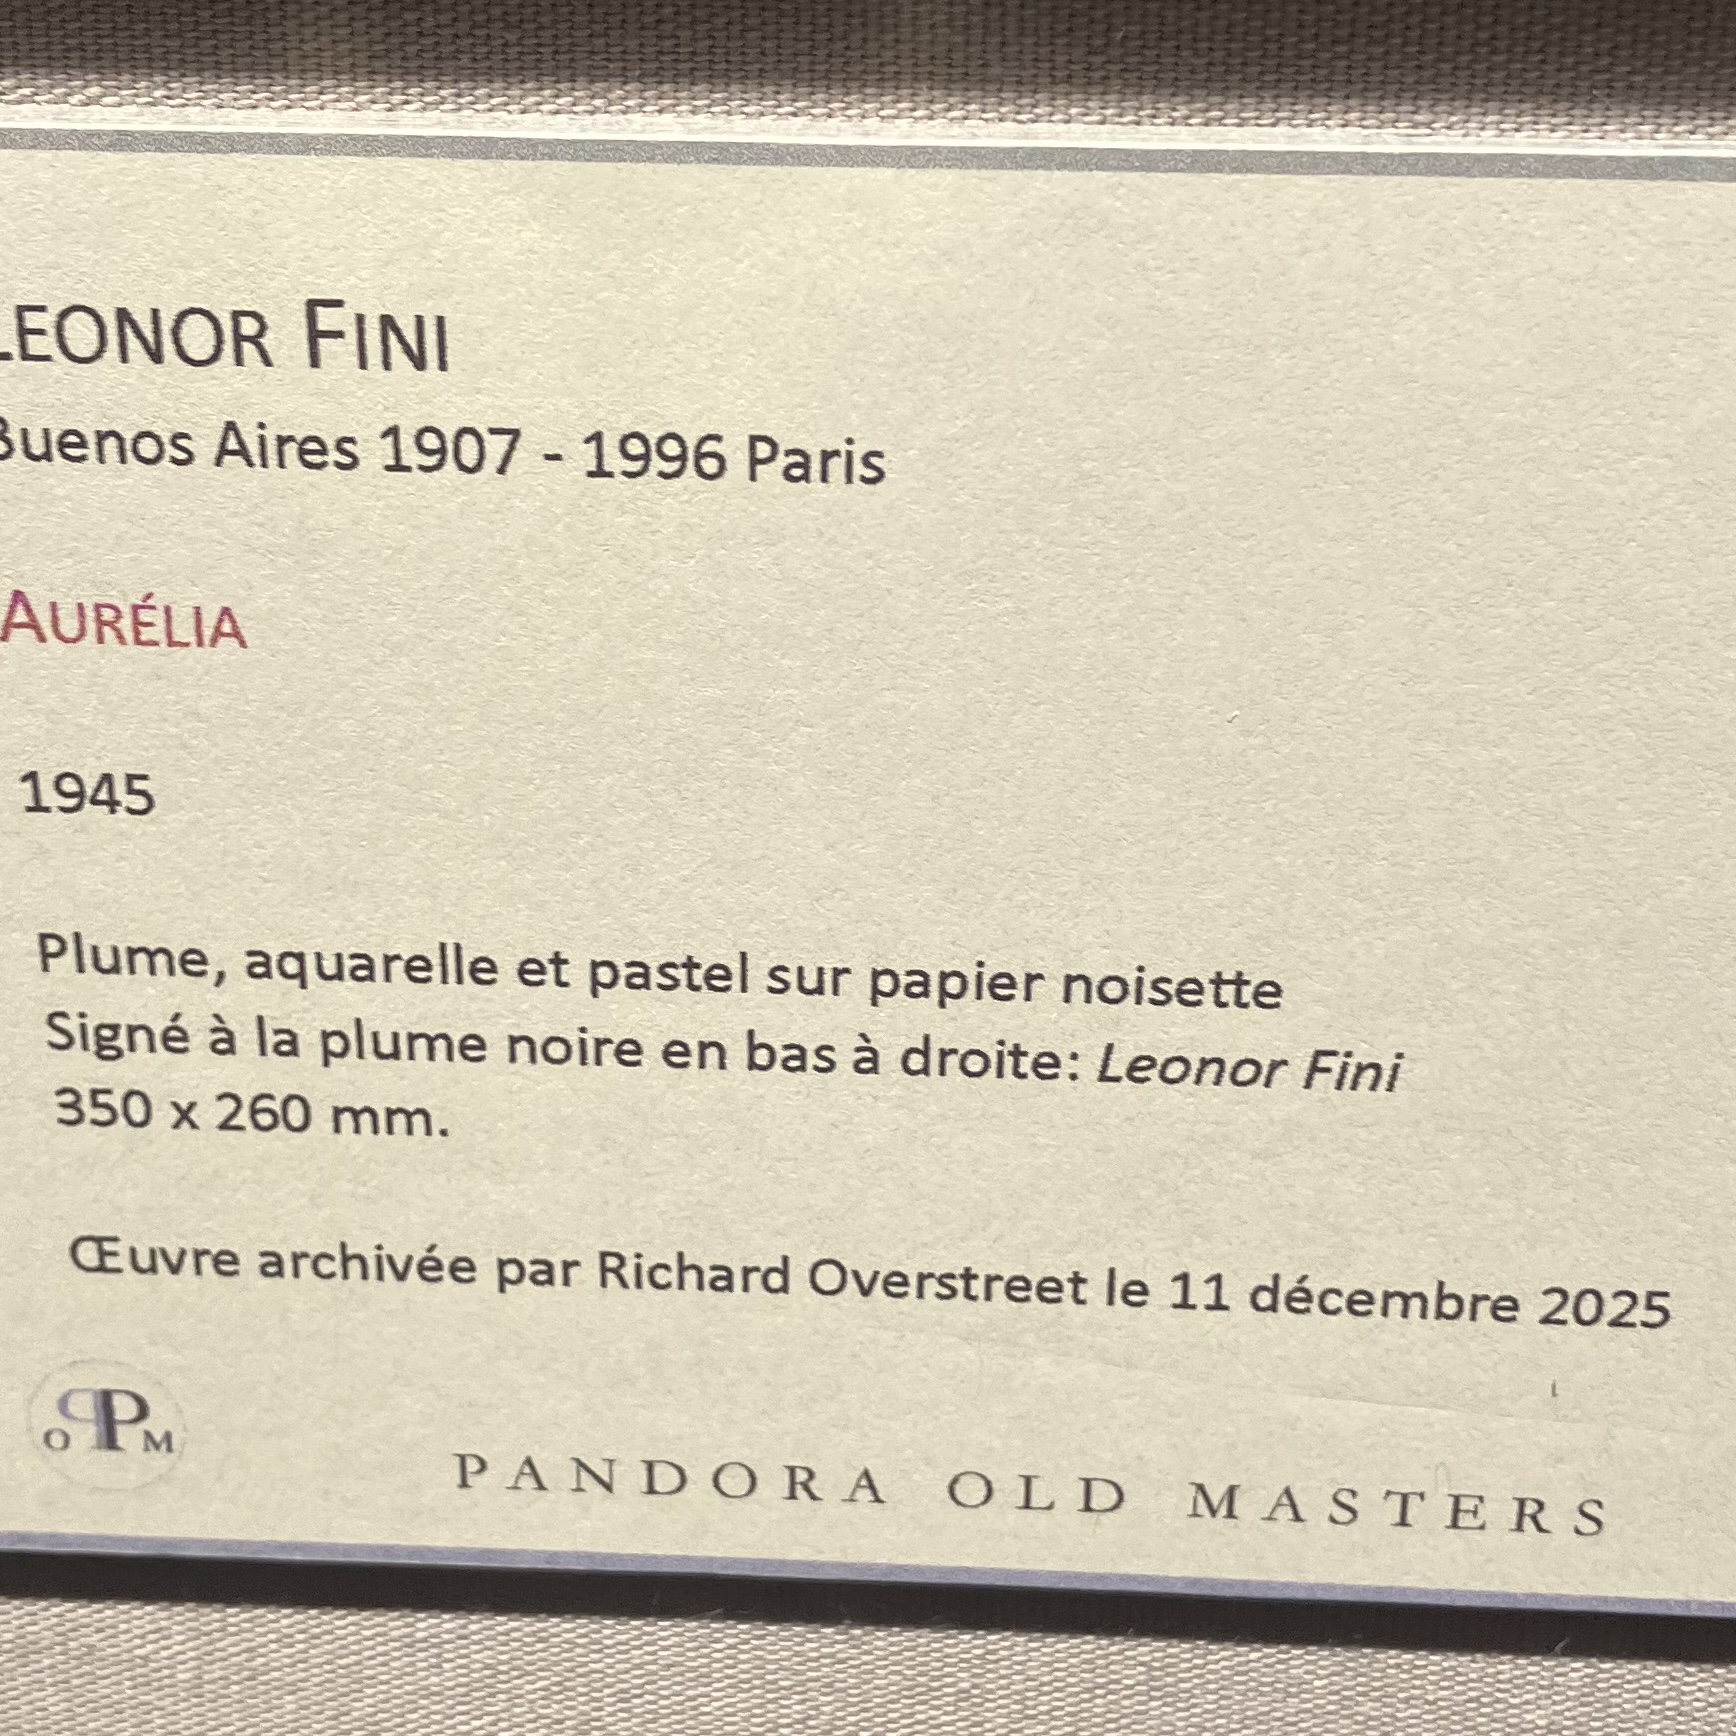 LEONOR FINI
Buenos Aires 1907 - 1996 Paris
AURÉLIA
1945
Plume, aquarelle et pastel sur papier noisette
Signé à la plume noire en bas à droite: Leonor Fini
350 x 260 mm.
Œuvre archivée par Richard Overstreet le 11 décembre 2025
OPM
PANDORA OLD MASTERS